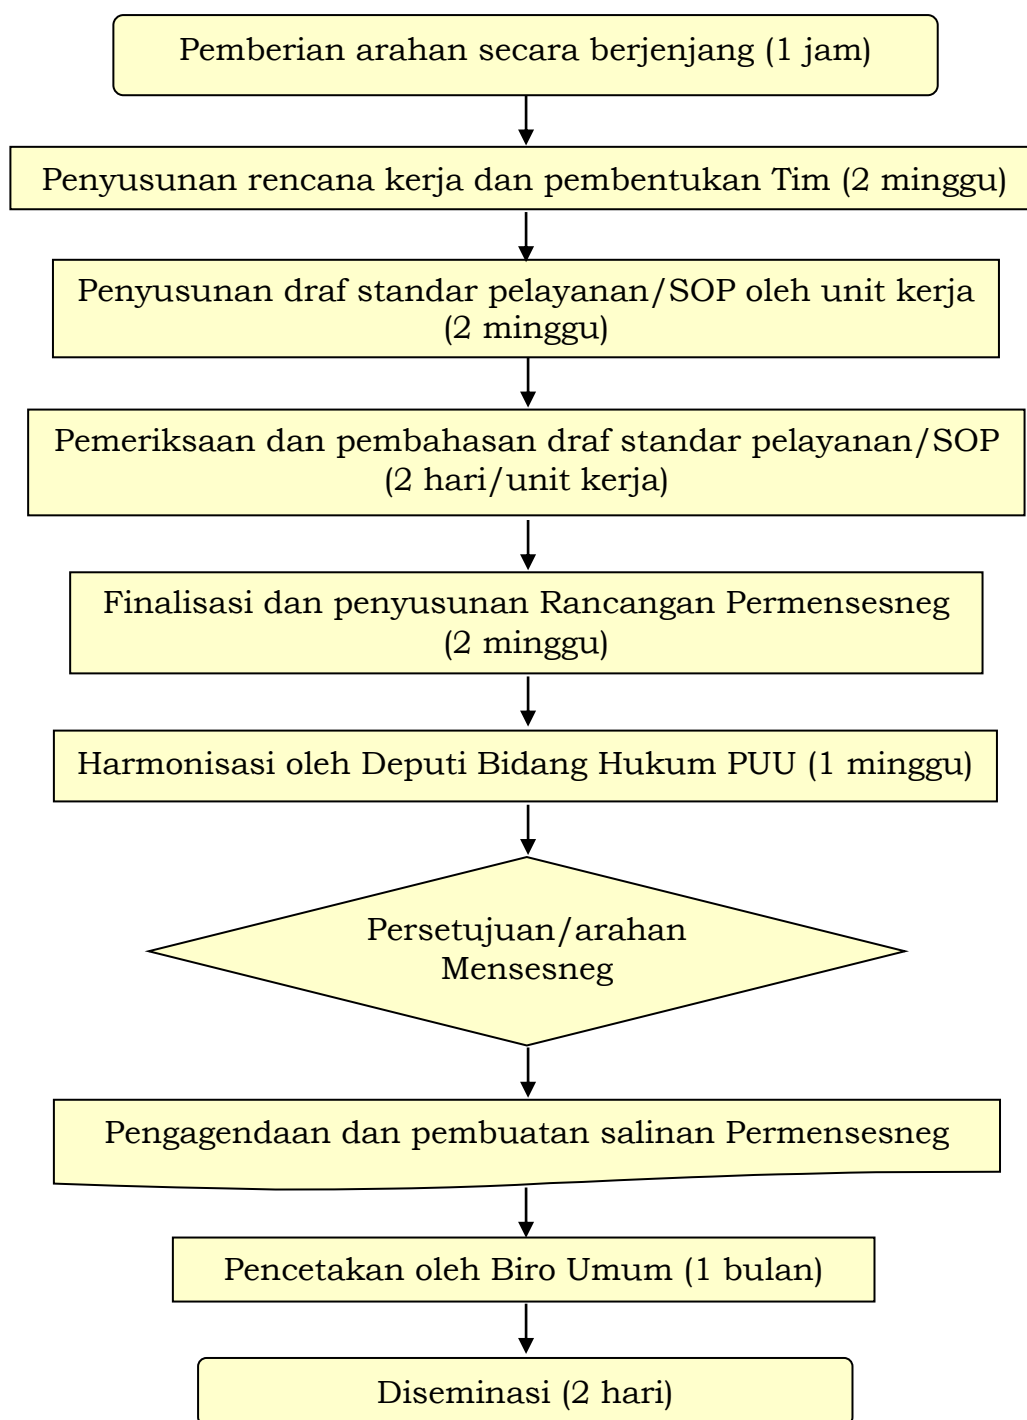 Pemberian arahan secara berjenjang (1 jam)
Penyusunan rencana kerja dan pembentukan Tim (2 minggu)
Penyusunan draf standar pelayanan/SOP oleh unit kerja
(2 minggu)
Pemeriksaan dan pembahasan draf standar pelayanan/SOP
(2 hari/unit kerja)
Finalisasi dan penyusunan Rancangan Permensesneg
(2 minggu)
Harmonisasi oleh Deputi Bidang Hukum PUU (1 minggu)
Persetujuan/arahan
Mensesneg
Pengagendaan dan pembuatan salinan Permensesneg
Pencetakan oleh Biro Umum (1 bulan)
Diseminasi (2 hari)